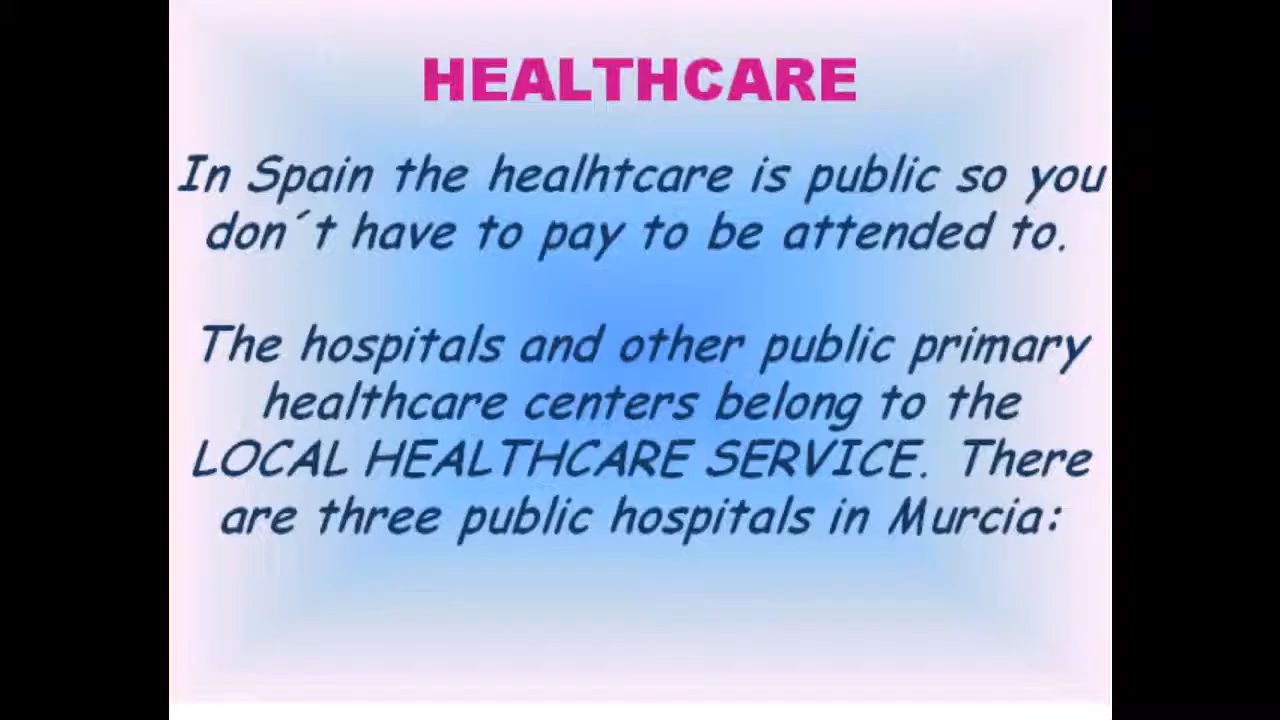 HEALTHCARE
In Spain the healhtcare is public so you
don´t have to pay to be attended to.
The hospitals and other public primary
healthcare centers belong to the
LOCAL HEALTHCARE SERVICE. There
are three public hospitals in Murcia: